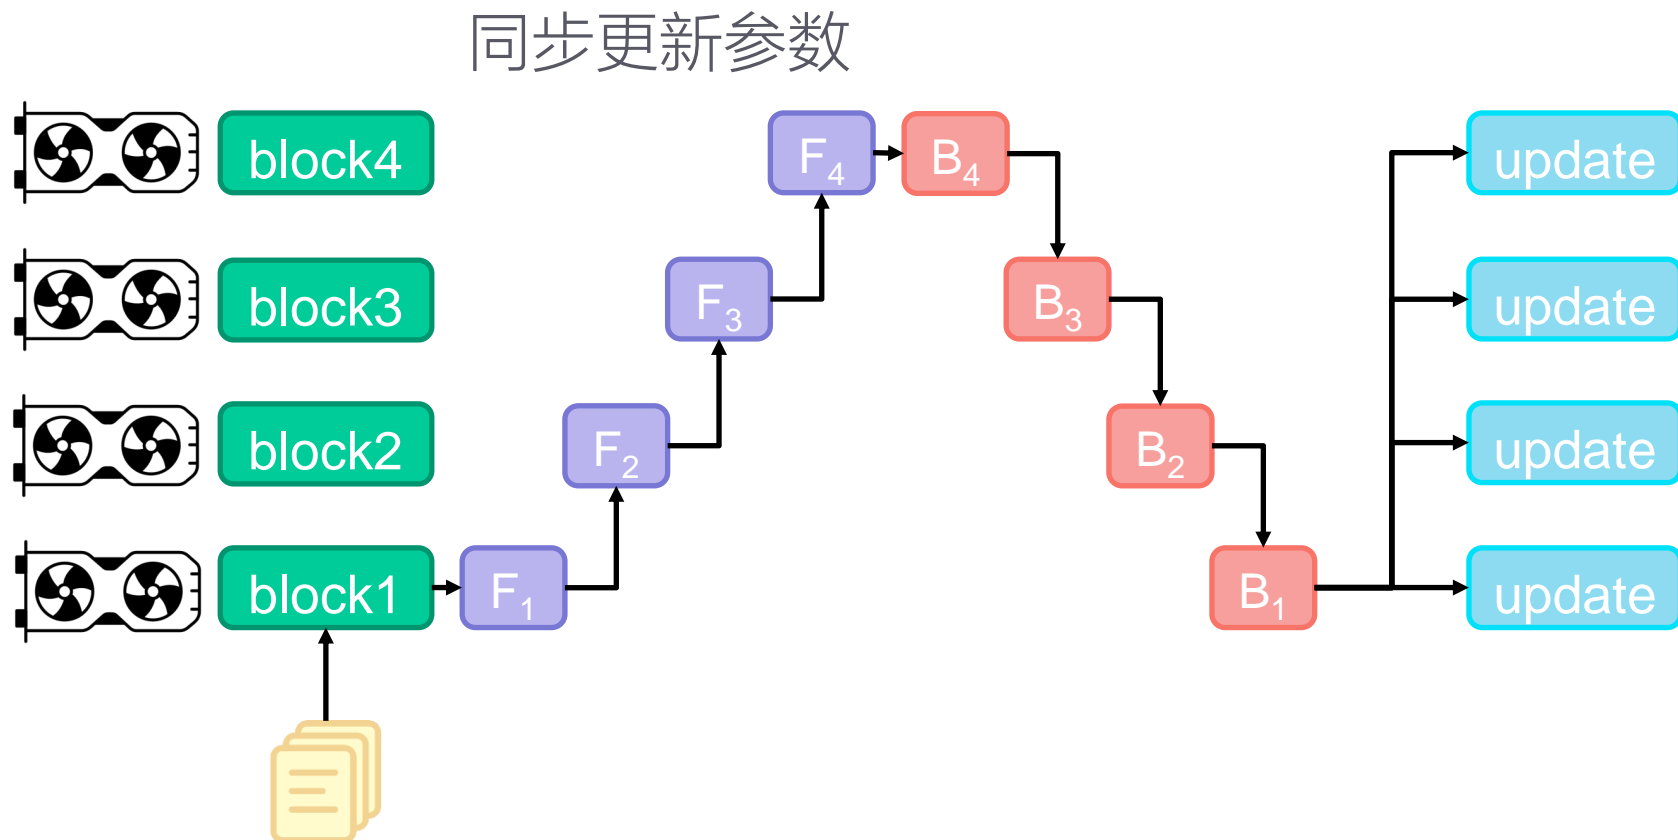 同步更新参数
block4
F4
B4
update
block3
F3
B3
update
block2
F2
B2
update
block1
F1
B1
update